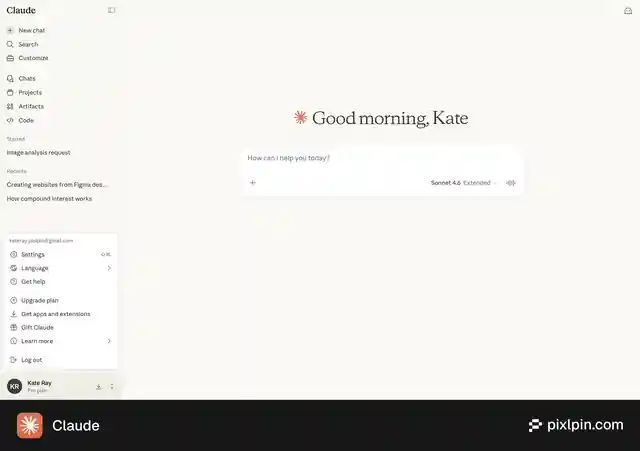 Claude
New chat
Search
Customize
Chats
Projects
Artifacts
Code
Starred
Image analysis request
Recents
Creating websites from Figma des...
How compound interest works
kateray.pixlpin@gmail.com
Settings
Language
Get help
Upgrade plan
Get apps and extensions
Gift Claude
Learn more
Log out
KR
Kate Ray
Pro plan
Good morning, Kate
How can I help you today?
Sonnet 4.6 Extended
Claude
pixlpin.com